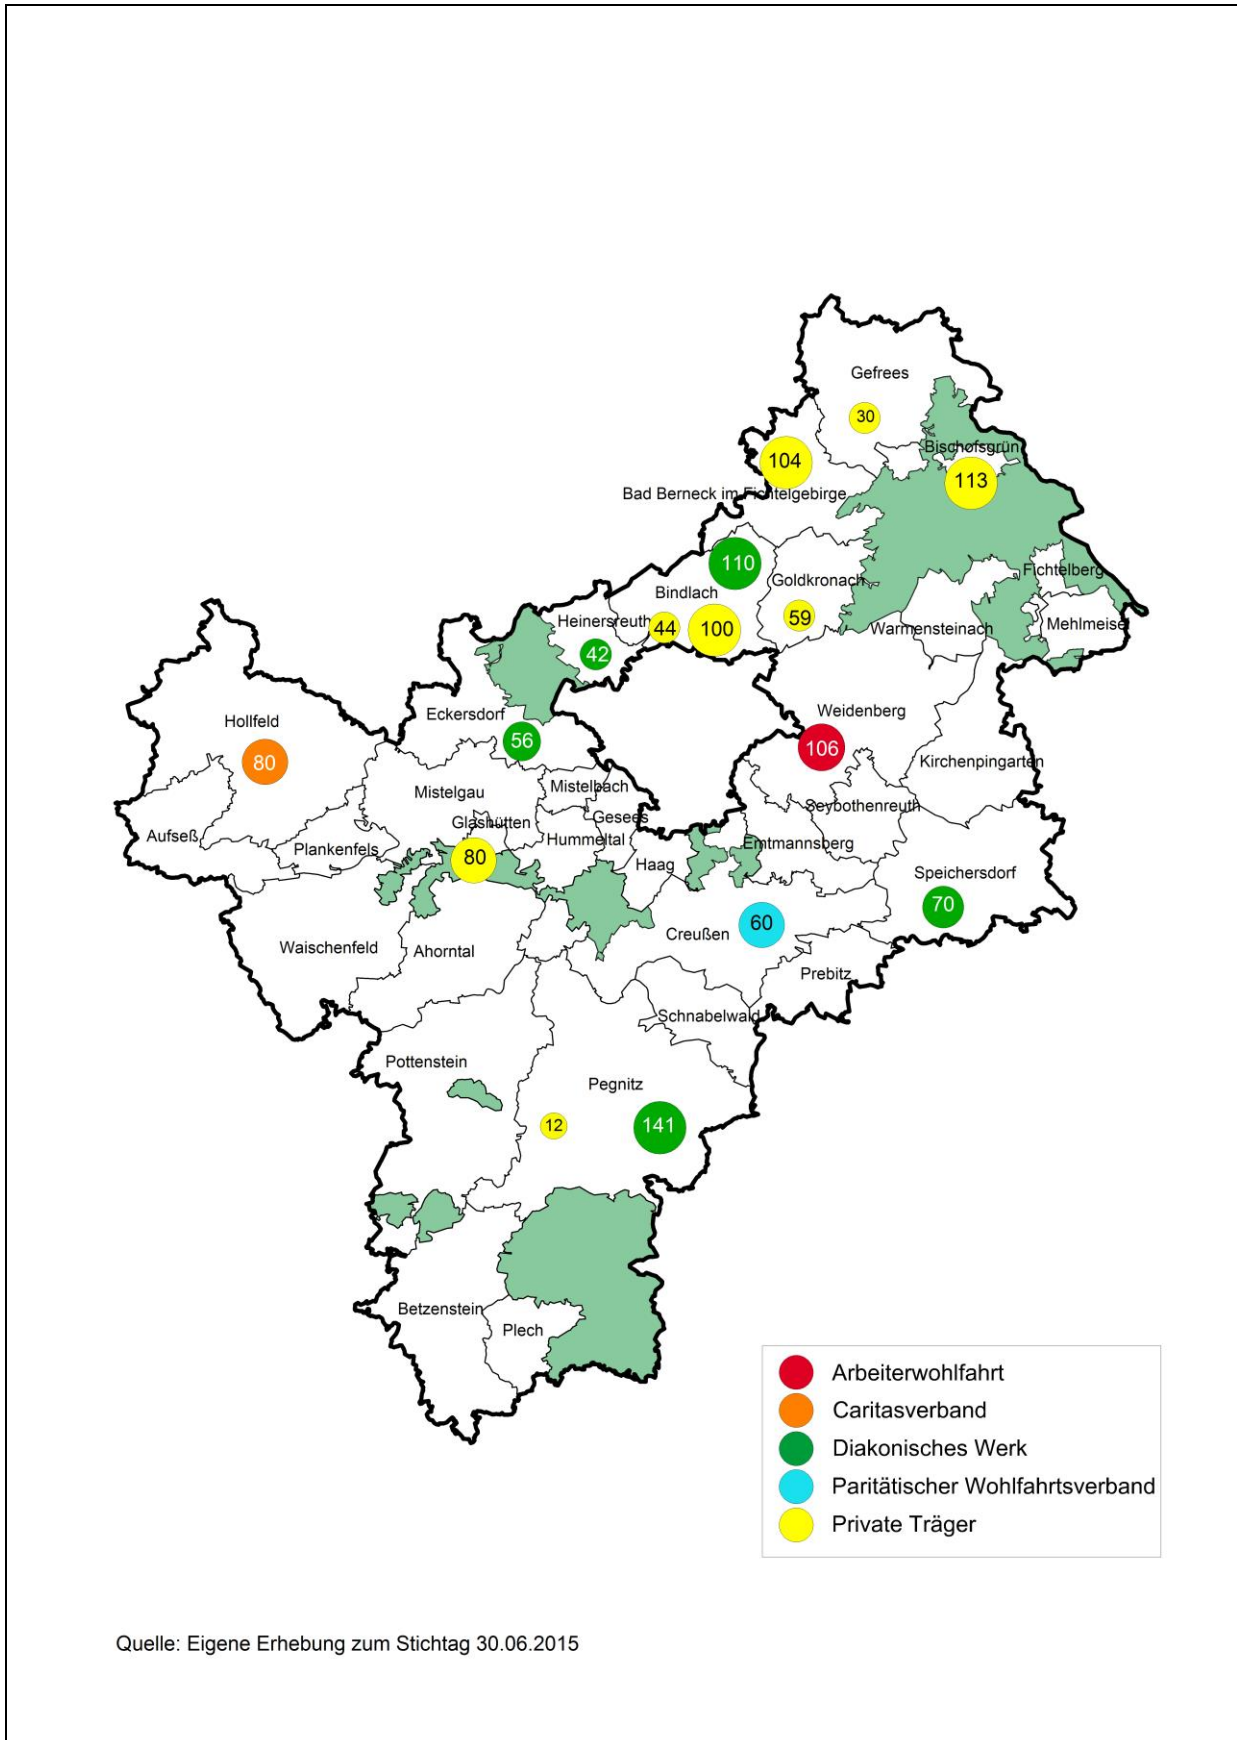 Gefrees
30
Bischofsgrün
104
113
Bad Berneck im Fichtelgebirge
110
Fichtelberg
Goldkronach
Bindlach
59
Heinersreuth
44
100
Mehlmeisel
Warmensteinach
42
Weidenberg
Eckersdorf
Hollfeld
56
106
80
Kirchenpingarten
Mistelbach
Mistelgau
Seybothenreuth
Gesees
Glashütten
Aufseß
Hummeltal
Emtmannsberg
Plankenfels
80
Haag
Speichersdorf
70
60
Creußen
Waischenfeld
Ahorntal
Prebitz
Schnabelwaid
Pottenstein
Pegnitz
12
141
Betzenstein
Plech
Arbeiterwohlfahrt
Caritasverband
Diakonisches Werk
Paritätischer Wohlfahrtsverband
Private Träger
Quelle: Eigene Erhebung zum Stichtag 30.06.2015